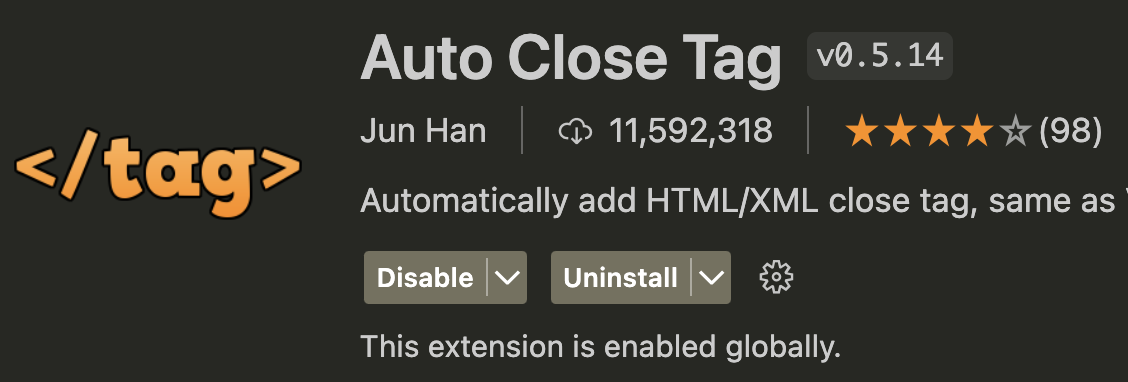 </tag>
Auto Close Tag v0.5.14
Jun Han 11,592,318 (98)
Automatically add HTML/XML close tag, same as
Disable Uninstall
This extension is enabled globally.